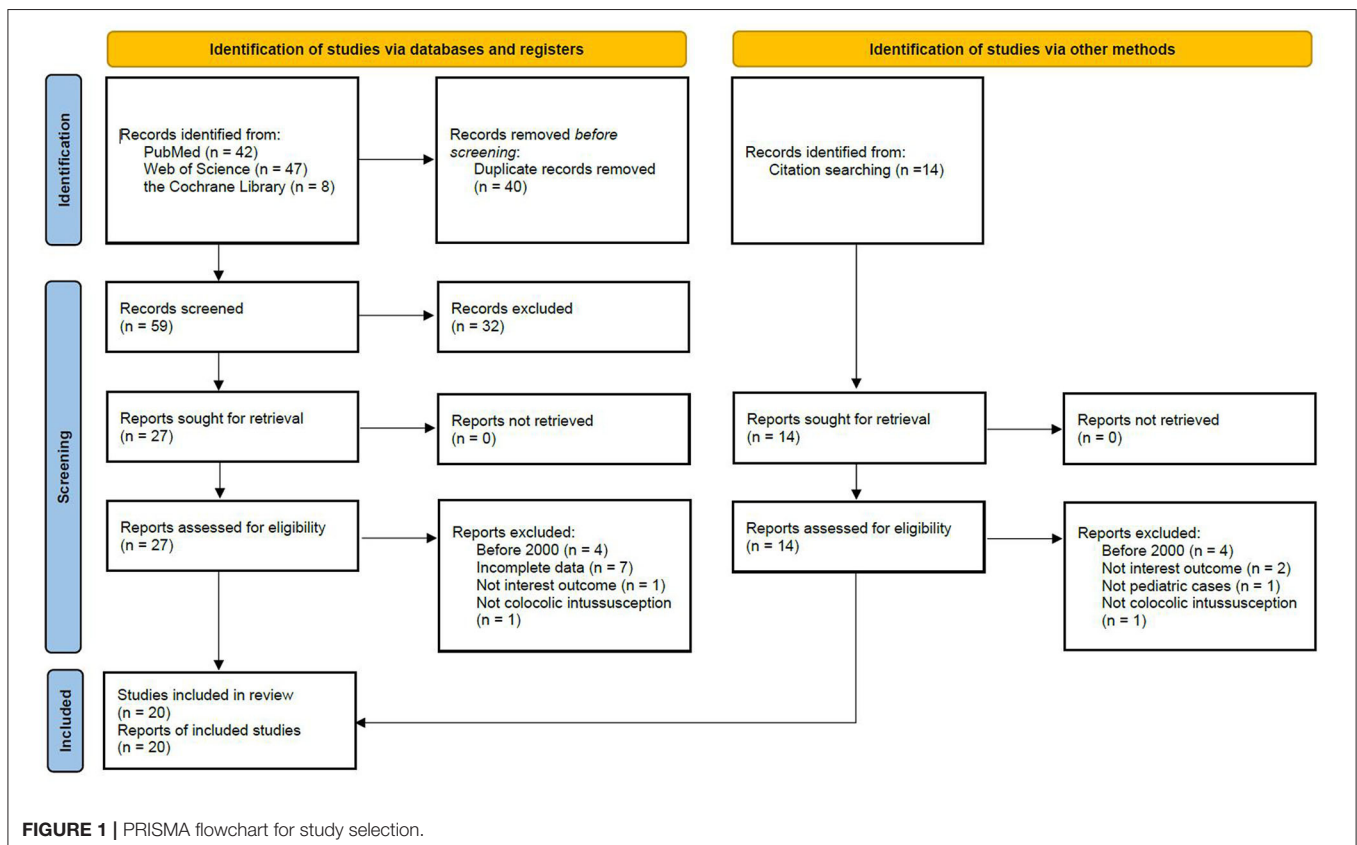 Identification of studies via databases and registers
Identification of studies via other methods
Identification
Records identified from:
PubMed (n = 42)
Web of Science (n = 47)
the Cochrane Library (n = 8)
Records removed before
screening:
Duplicate records removed
(n = 40)
Records identified from:
Citation searching (n =14)
Screening
Records screened
(n = 59)
Records excluded
(n = 32)
Reports sought for retrieval
(n = 27)
Reports not retrieved
(n = 0)
Reports sought for retrieval
(n = 14)
Reports not retrieved
(n = 0)
Reports assessed for eligibility
(n = 27)
Reports excluded:
Before 2000 (n = 4)
Incomplete data (n = 7)
Not interest outcome (n = 1)
Not colocolic intussusception
(n = 1)
Reports assessed for eligibility
(n = 14)
Reports excluded:
Before 2000 (n = 4)
Not interest outcome (n = 2)
Not pediatric cases (n = 1)
Not colocolic intussusception
(n = 1)
Included
Studies included in review
(n = 20)
Reports of included studies
(n = 20)
FIGURE 1 | PRISMA flowchart for study selection.